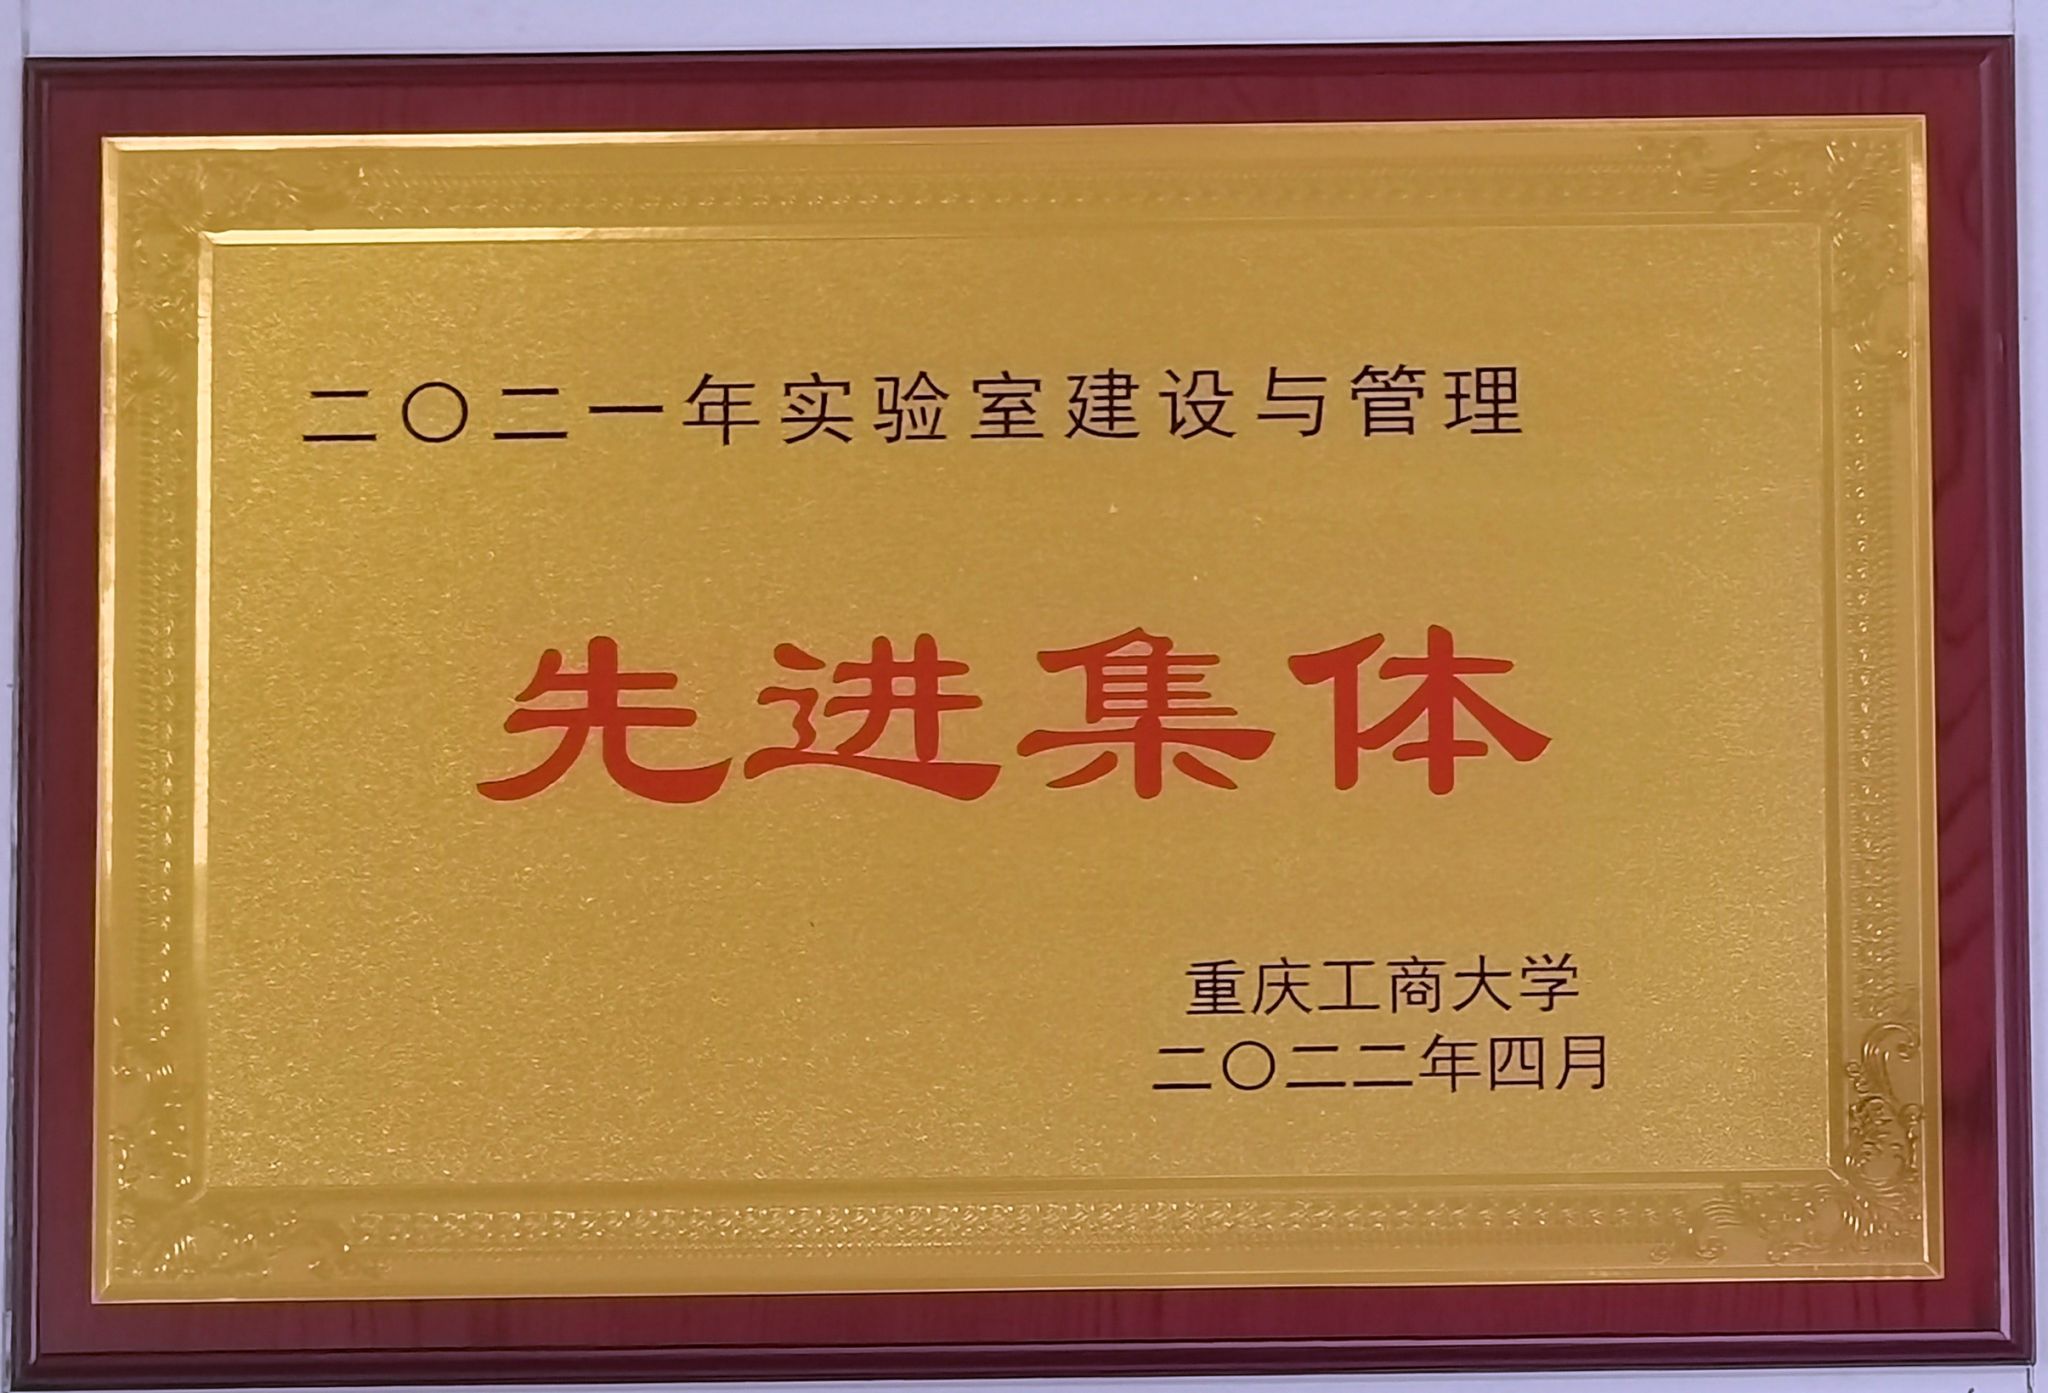 二〇二一年实验室建设与管理
先进集体
重庆工商大学
二〇二二年四月